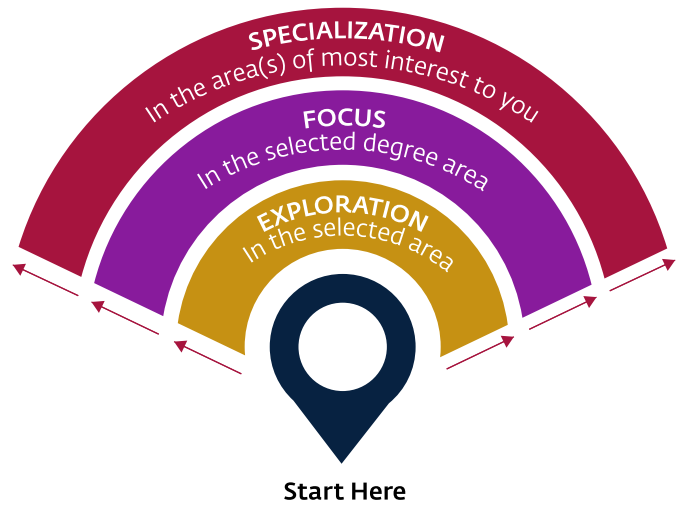 SPECIALIZATION
In the area(s) of most interest to you
FOCUS
In the selected degree area
EXPLORATION
In the selected area
Start Here